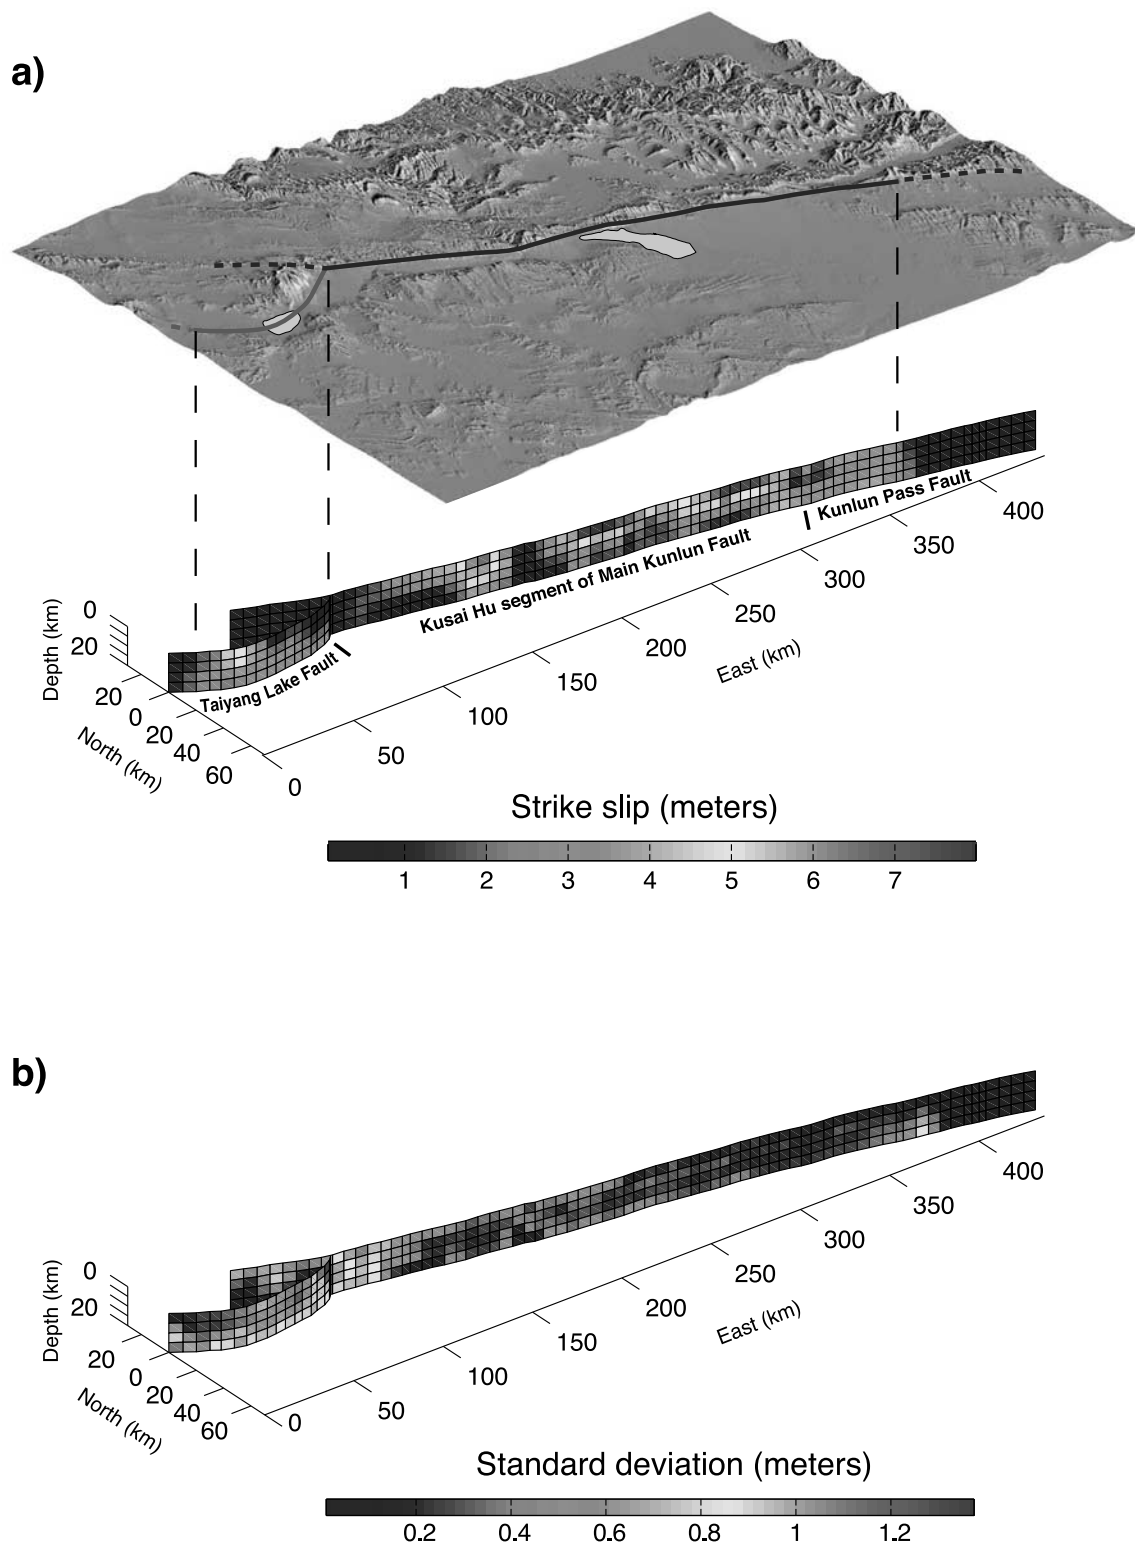 a)
Kunlun Pass Fault
Kusai Hu segment of Main Kunlun Fault
Taiyang Lake Fault
Depth (km)
0
20
North (km)
20
0
20
40
60
East (km)
0
50
100
150
200
250
300
350
400
Strike slip (meters)
1 2 3 4 5 6 7
b)
Depth (km)
0
20
North (km)
20
0
20
40
60
East (km)
0
50
100
150
200
250
300
350
400
Standard deviation (meters)
0.2 0.4 0.6 0.8 1 1.2